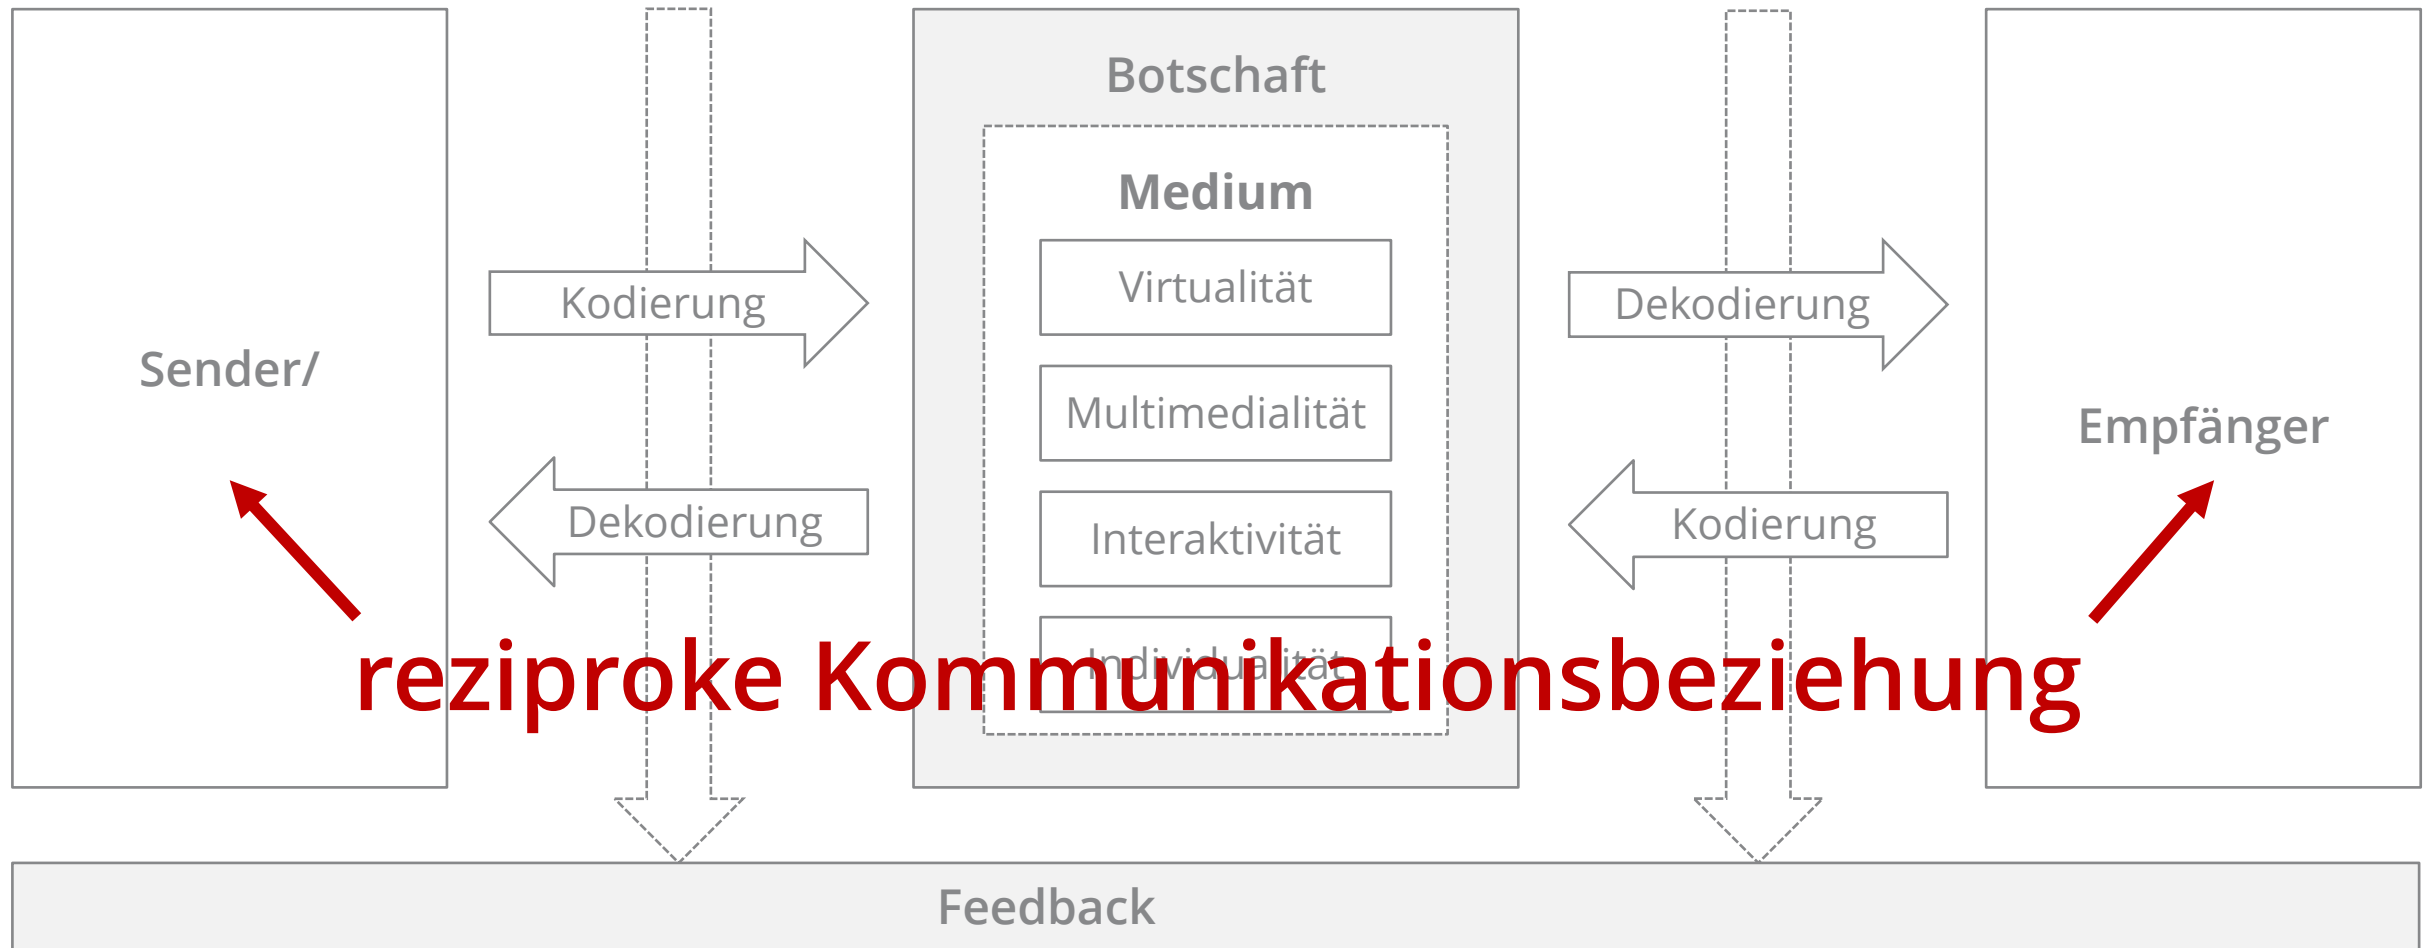 Botschaft
Medium
Virtualität
Kodierung
Dekodierung
Sender/
Multimedialität
Empfänger
Dekodierung
Interaktivität
Kodierung
Individualität
reziproke Kommunikationsbeziehung
Feedback